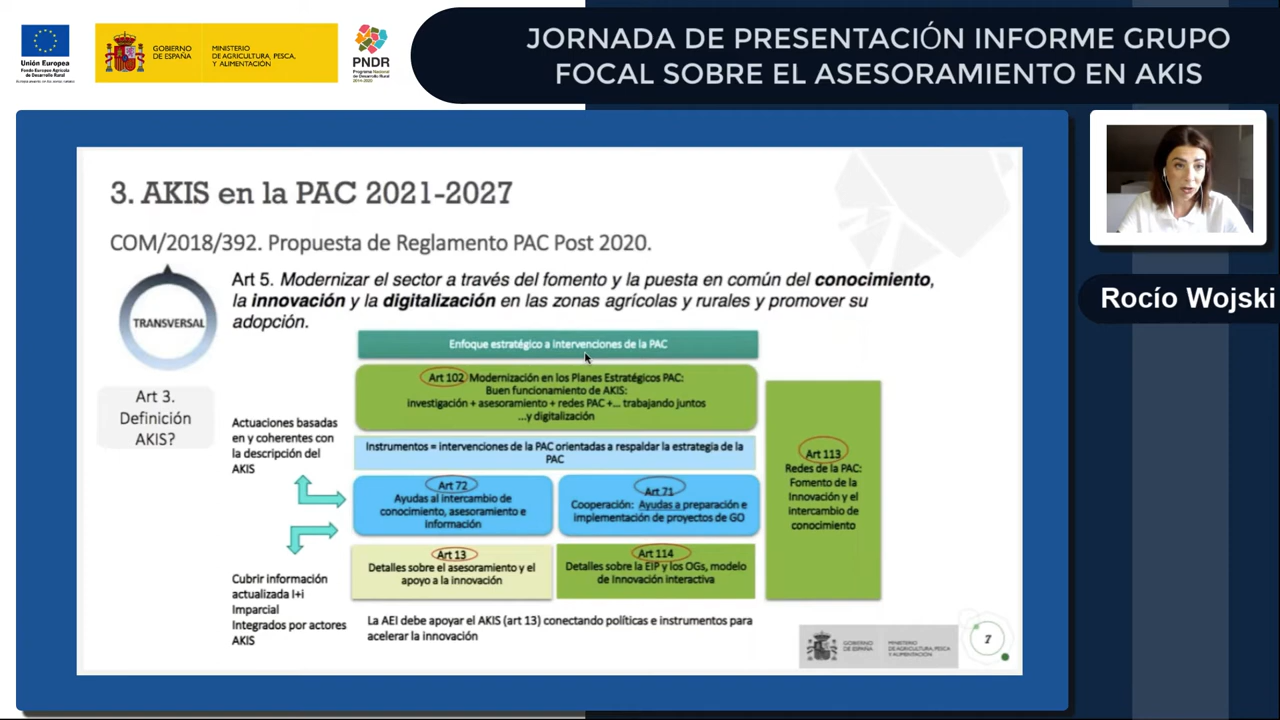 Unión Europea
Fondo Europeo Agrícola
de Desarrollo Rural
GOBIERNO
DE ESPAÑA
MINISTERIO
DE AGRICULTURA, PESCA,
Y ALIMENTACIÓN
PNDR
Programa Nacional
de Desarrollo Rural
2014-2020
JORNADA DE PRESENTACIÓN INFORME GRUPO
FOCAL SOBRE EL ASESORAMIENTO EN AKIS
3. AKIS en la PAC 2021-2027
COM/2018/392. Propuesta de Reglamento PAC Post 2020.
TRANSVERSAL
Art 5. Modernizar el sector a través del fomento y la puesta en común del conocimiento,
la innovación y la digitalización en las zonas agrícolas y rurales y promover su
adopción.
Art 3.
Definición
AKIS?
Enfoque estratégico a intervenciones de la PAC
Art 102 Modernización en los Planes Estratégicos PAC:
Buen funcionamiento de AKIS:
investigación + asesoramiento + redes PAC +... trabajando juntos
...y digitalización
Actuaciones basadas
en y coherentes con
la descripción del
AKIS
Instrumentos = intervenciones de la PAC orientadas a respaldar la estrategia de la
PAC
Art 72
Ayudas al intercambio de
conocimiento, asesoramiento e
Información
Art 71
Cooperación: Ayudas a preparación e
implementación de proyectos de GO
Art 113
Redes de la PAC:
Fomento de la
Innovación y el
intercambio de
conocimiento
Art 13
Detalles sobre el asesoramiento y el
apoyo a la innovación
Art 114
Detalles sobre la EIP y los OGs, modelo
de Innovación interactiva
Cubrir información
actualizada I+i
Imparcial
Integrados por actores
AKIS
La AEI debe apoyar el AKIS (art 13) conectando políticas e instrumentos para
acelerar la innovación
GOBIERNO
DE ESPAÑA
MINISTERIO
DE AGRICULTURA, PESCA
Y ALIMENTACIÓN
7
Rocío Wojski